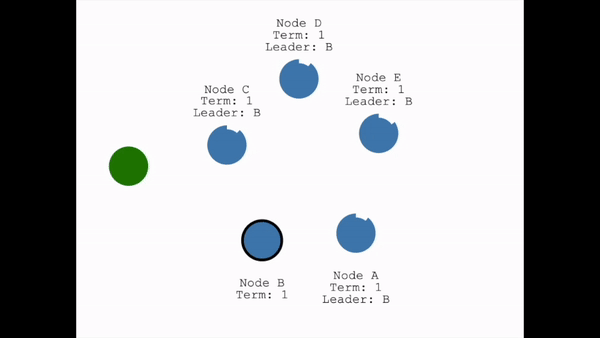 Node D
Term: 1
Leader: B
Node E
Term: 1
Leader: B
Node C
Term: 1
Leader: B
Node B
Term: 1
Node A
Term: 1
Leader: B